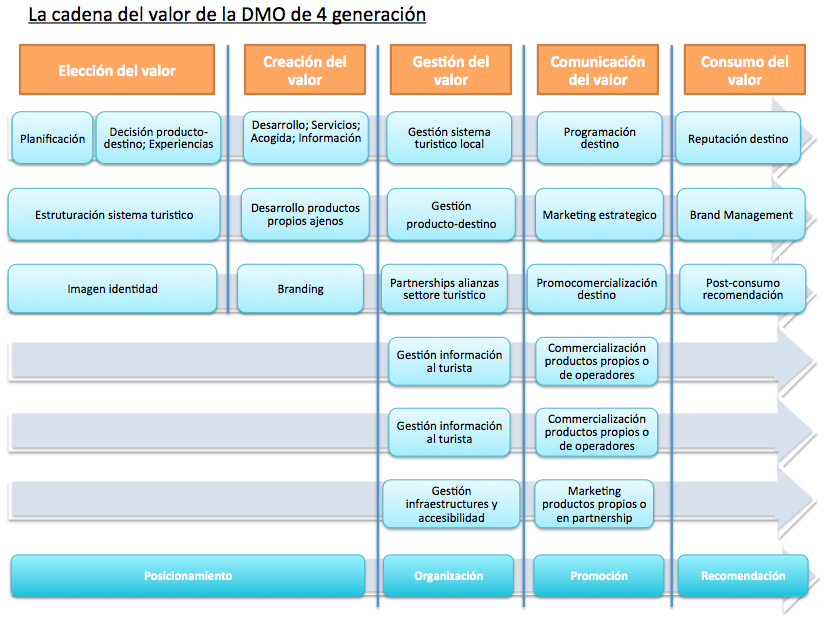 La cadena del valor de la DMO de 4 generación
Elección del valor
Creación del
valor
Gestión del
valor
Comunicación
del valor
Consumo del
valor
Planificación
Decisión producto-
destino; Experiencias
Desarrollo; Servicios;
Acogida; Información
Gestión sistema
turistico local
Programación
destino
Reputación destino
Estruturación sistema turistico
Desarrollo productos
propios ajenos
Gestión
producto-destino
Marketing estrategico
Brand Management
Imagen identidad
Branding
Partnerships alianzas
settore turistico
Promocomercialización
destino
Post-consumo
recomendación
Gestión información
al turista
Commercialización
productos propios o
de operadores
Gestión información
al turista
Commercialización
productos propios o
de operadores
Gestión
infraestructures y
accesibilidad
Marketing
productos propios o
en partnership
Posicionamiento
Organización
Promoción
Recomendación